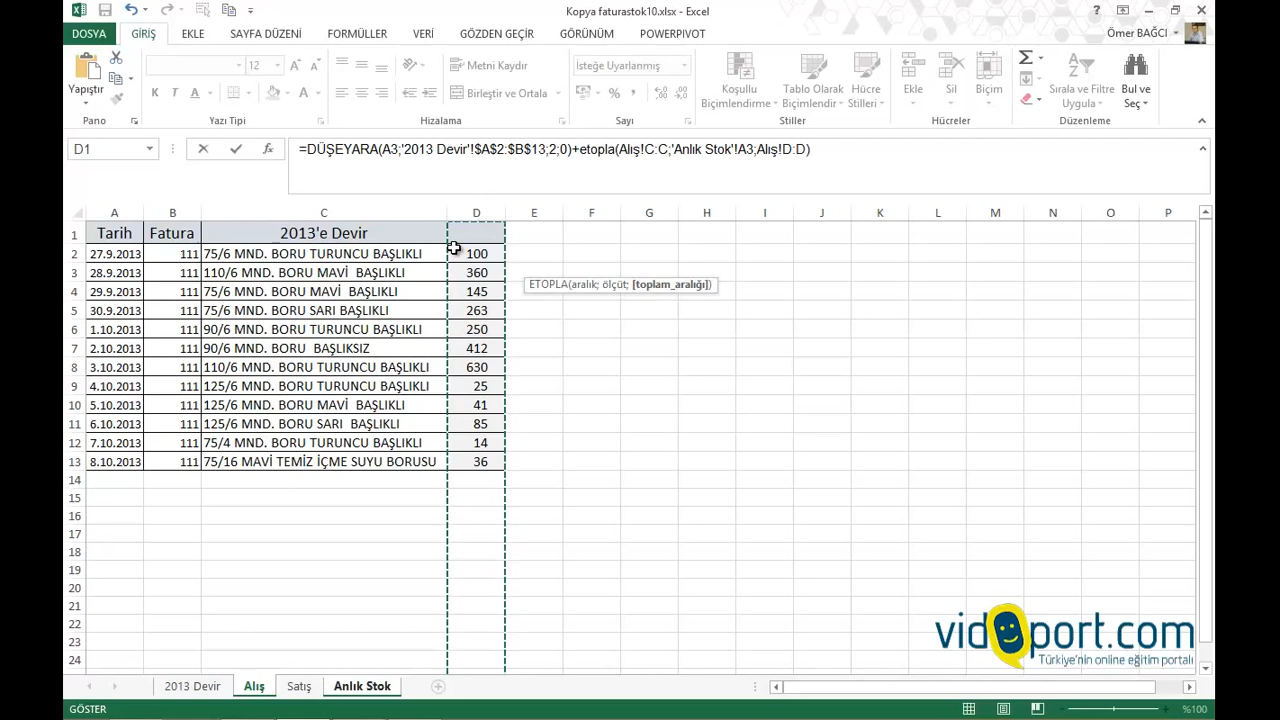 Kopya faturastok10.xlsx - Excel
DOSYA GİRİŞ EKLE SAYFA DÜZENİ FORMÜLLER VERİ GÖZDEN GEÇİR GÖRÜNÜM POWERPIVOT Ömer BAĞCI
Yapıştır
Pano
12
K T A
Yazı Tipi
Metni Kaydır
Birleştir ve Ortala
Hizalama
İsteğe Uyarlanmış
Sayı
Koşullu Biçimlendirme
Tablo Olarak Biçimlendir
Hücre Stilleri
Stiller
Ekle Sil Biçim
Hücreler
Sırala ve Filtre Uygula
Bul ve Seç
Düzenleme
D1 =DÜŞEYARA(A3;'2013 Devir'!$A$2:$B$13;2;0)+etopla(Alış!C:C;'Anlık Stok'!A3;Alış!D:D)
A B C D E F G H I J K L M N O P
1 Tarih Fatura 2013'e Devir
2 27.9.2013 111 75/6 MND. BORU TURUNCU BAŞLIKLI 100
3 28.9.2013 111 110/6 MND. BORU MAVİ BAŞLIKLI 360
ETOPLA(aralık; ölçüt; [toplam_aralığı])
4 29.9.2013 111 75/6 MND. BORU MAVİ BAŞLIKLI 145
5 30.9.2013 111 75/6 MND. BORU SARI BAŞLIKLI 263
6 1.10.2013 111 90/6 MND. BORU TURUNCU BAŞLIKLI 250
7 2.10.2013 111 90/6 MND. BORU BAŞLIKSIZ 412
8 3.10.2013 111 110/6 MND. BORU TURUNCU BAŞLIKLI 630
9 4.10.2013 111 125/6 MND. BORU TURUNCU BAŞLIKLI 25
10 5.10.2013 111 125/6 MND. BORU MAVİ BAŞLIKLI 41
11 6.10.2013 111 125/6 MND. BORU SARI BAŞLIKLI 85
12 7.10.2013 111 75/4 MND. BORU TURUNCU BAŞLIKLI 14
13 8.10.2013 111 75/16 MAVİ TEMİZ İÇME SUYU BORUSU 36
14
15
16
17
18
19
20
21
22
23
24
vidoport.com
Türkiye'nin online eğitim portalı
2013 Devir Alış Satış Anlık Stok
GÖSTER %100